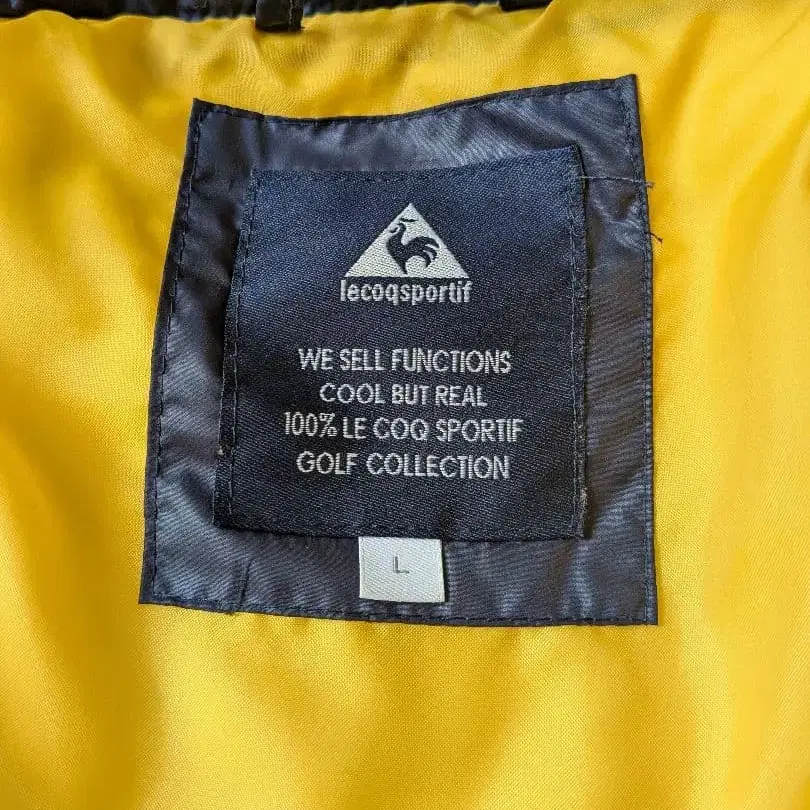 lecoqsportif
WE SELL FUNCTIONS
COOL BUT REAL
100% LE COQ SPORTIF
GOLF COLLECTION
L